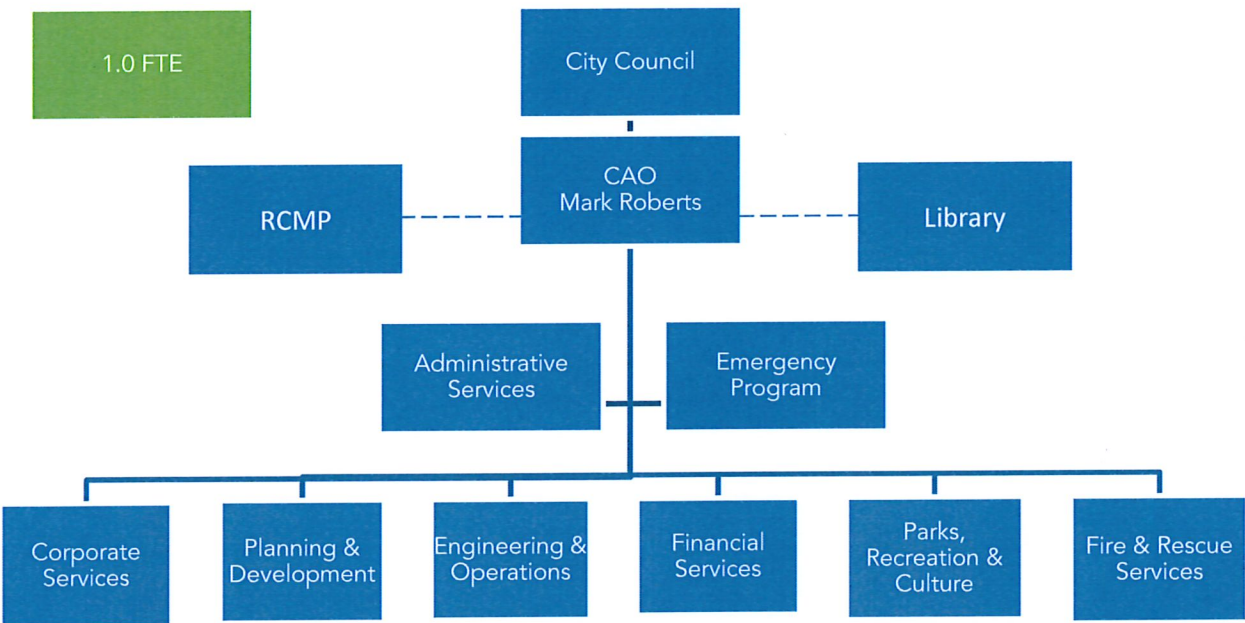 1.0 FTE
City Council
CAO
Mark Roberts
RCMP
Library
Administrative
Services
Emergency
Program
Corporate
Services
Planning &
Development
Engineering &
Operations
Financial
Services
Parks,
Recreation &
Culture
Fire & Rescue
Services